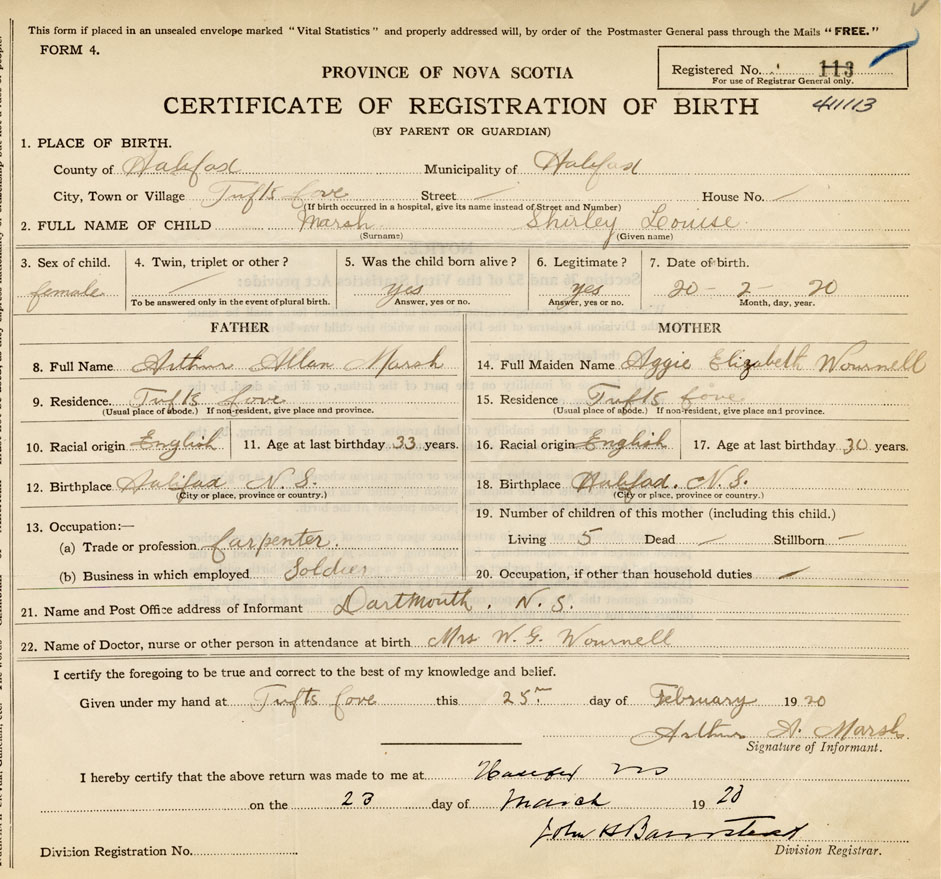 This form if placed in an unsealed envelope marked "Vital Statistics" and properly addressed will, by order of the Postmaster General pass through the Mails "FREE."
FORM 4.
PROVINCE OF NOVA SCOTIA
Registered No. 113
For use of Registrar General only.
CERTIFICATE OF REGISTRATION OF BIRTH
411113
(BY PARENT OR GUARDIAN)
1. PLACE OF BIRTH.
County of Halifax Municipality of Halifax
City, Town or Village Tufts Cove Street — House No. —
(If birth occurred in a hospital, give its name instead of Street and Number)
2. FULL NAME OF CHILD Marsh Shirley Louise
(Surname) (Given name)
3. Sex of child. 4. Twin, triplet or other? 5. Was the child born alive? 6. Legitimate? 7. Date of birth.
female — yes yes 20 - 2 - 20
To be answered only in the event of plural birth. Answer, yes or no. Answer, yes or no. Month, day, year.
FATHER
8. Full Name Arthur Allan Marsh
9. Residence. Tufts Cove
(Usual place of abode.) If non-resident, give place and province.
10. Racial origin English 11. Age at last birthday 33 years.
12. Birthplace Halifax N.S.
(City or place, province or country.)
13. Occupation:—
(a) Trade or profession Carpenter.
(b) Business in which employed Soldier
MOTHER
14. Full Maiden Name Aggie Elizabeth Wournell
15. Residence Tufts Cove
(Usual place of abode.) If non-resident, give place and province.
16. Racial origin English 17. Age at last birthday 30 years.
18. Birthplace Halifax. N.S.
(City or place, province or country.)
19. Number of children of this mother (including this child.)
Living 5 Dead — Stillborn —
20. Occupation, if other than household duties —
21. Name and Post Office address of Informant Dartmouth. N.S.
22. Name of Doctor, nurse or other person in attendance at birth Mrs W. G. Wournell
I certify the foregoing to be true and correct to the best of my knowledge and belief.
Given under my hand at Tufts Cove this 25 day of February 1920
Arthur A. Marsh.
Signature of Informant.
I hereby certify that the above return was made to me at Halifax NS
on the 23 day of March 1920
John H Barnstead
Division Registration No.
Division Registrar.